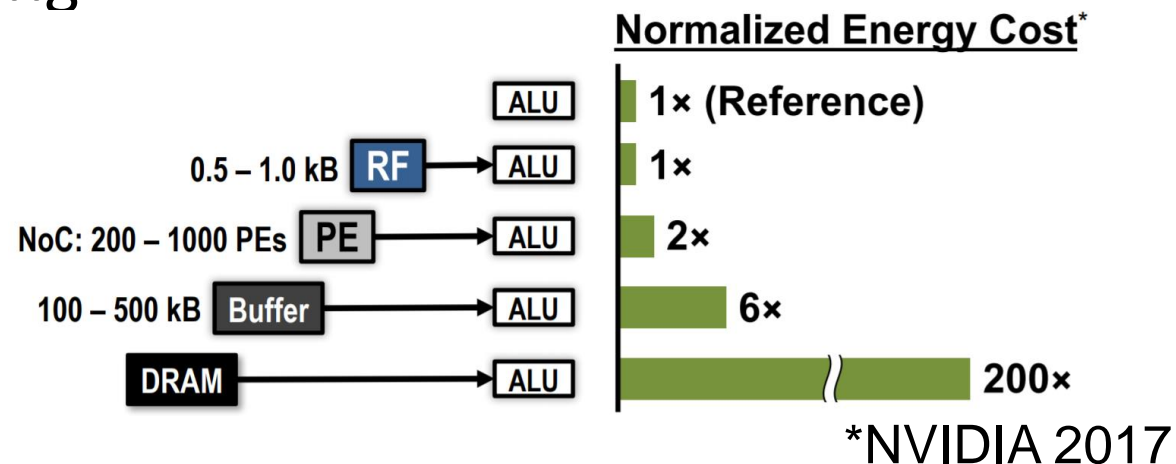 Normalized Energy Cost*
ALU 1× (Reference)
0.5 – 1.0 kB RF ALU 1×
NoC: 200 – 1000 PEs PE ALU 2×
100 – 500 kB Buffer ALU 6×
DRAM ALU 200×
*NVIDIA 2017